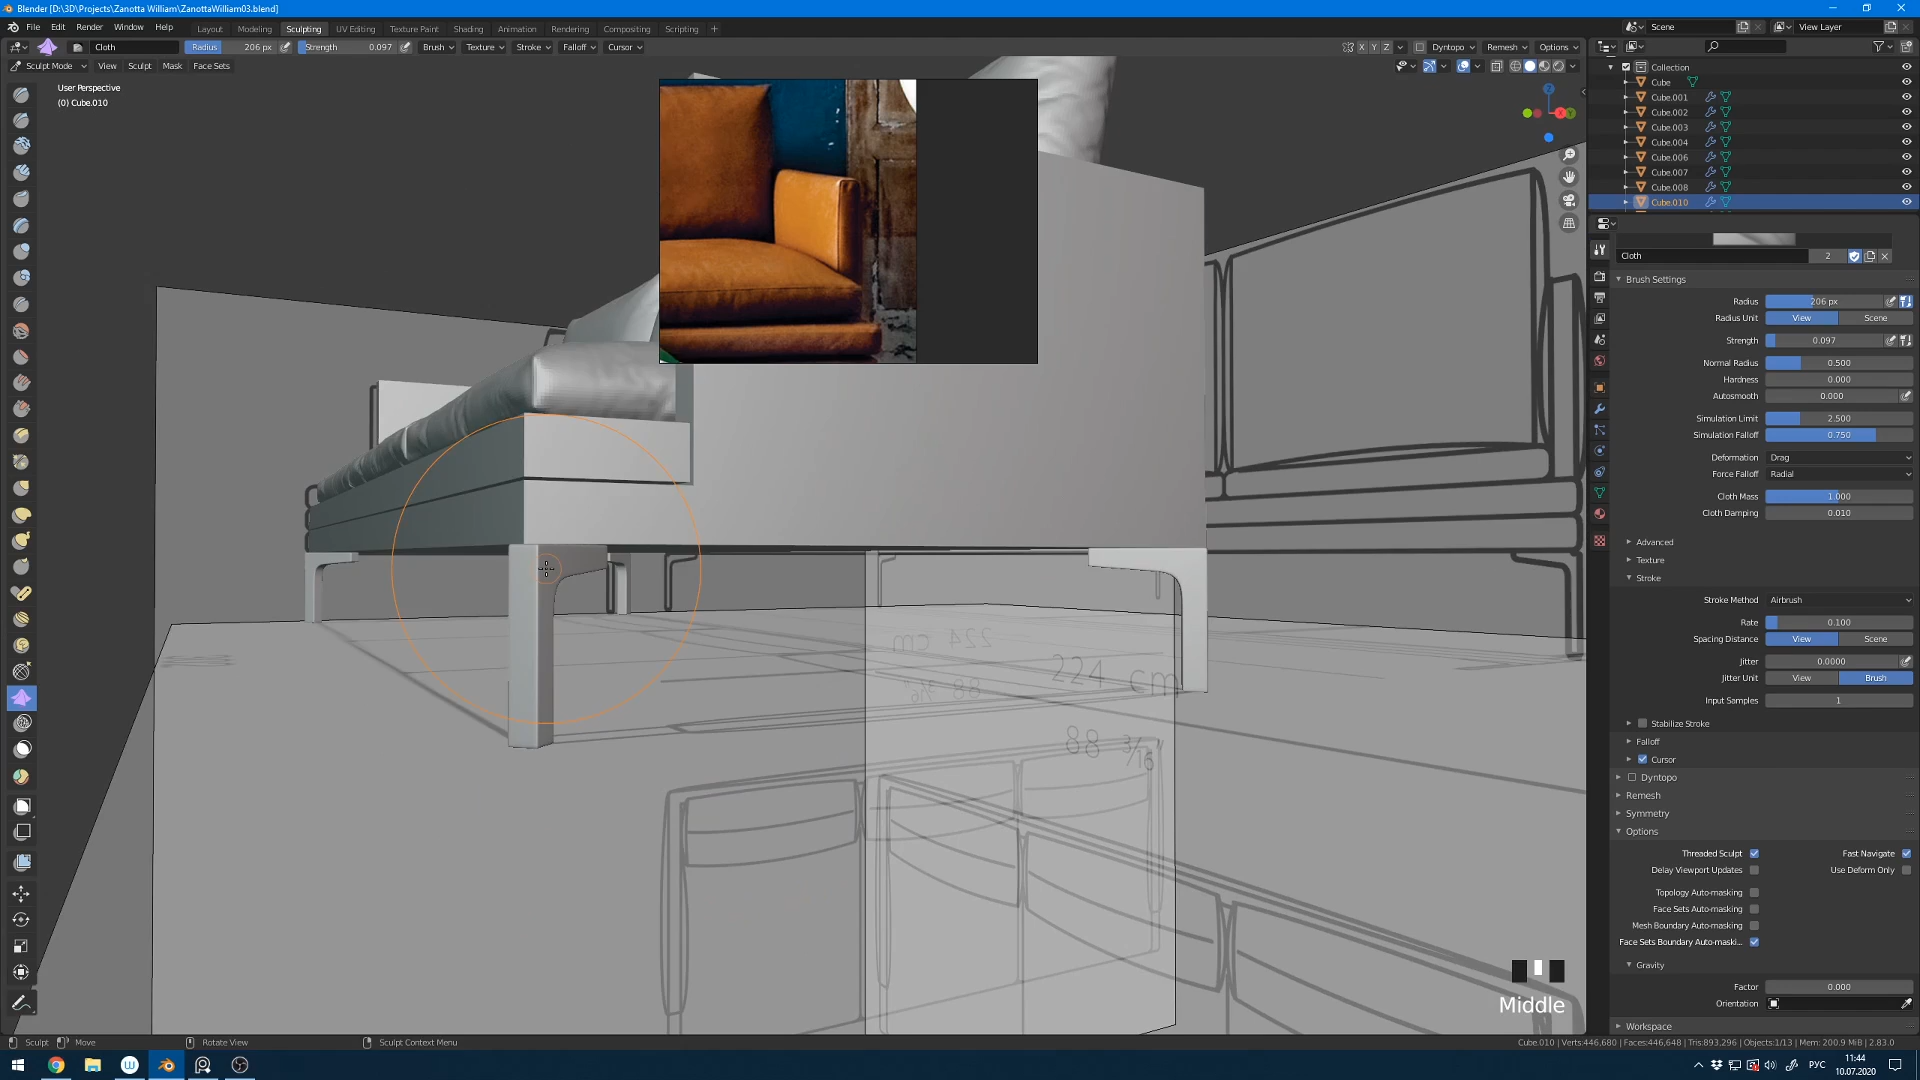 Blender [D:\3D\Projects\Zanotta William\ZanottaWilliam03.blend]
File Edit Render Window Help Layout Modeling Sculpting UV Editing Texture Paint Shading Animation Rendering Compositing Scripting + Scene View Layer
Cloth Radius 206 px Strength 0.097 Brush Texture Stroke Falloff Cursor X Y Z Dyntopo Remesh Options
Sculpt Mode View Sculpt Mask Face Sets
User Perspective
(0) Cube.010
Collection
Cube
Cube.001
Cube.002
Cube.003
Cube.004
Cube.006
Cube.007
Cube.008
Cube.010
Cloth 2
Brush Settings
Radius 206 px
Radius Unit View Scene
Strength 0.097
Normal Radius 0.500
Hardness 0.000
Autosmooth 0.000
Simulation Limit 2.500
Simulation Falloff 0.750
Deformation Drag
Force Falloff Radial
Cloth Mass 1.000
Cloth Damping 0.010
Advanced
Texture
Stroke
Stroke Method Airbrush
Rate 0.100
Spacing Distance View Scene
Jitter 0.0000
Jitter Unit View Brush
Input Samples 1
Stabilize Stroke
Falloff
Cursor
Dyntopo
Remesh
Symmetry
Options
Threaded Sculpt Fast Navigate
Delay Viewport Updates Use Deform Only
Topology Auto-masking
Face Sets Auto-masking
Mesh Boundary Auto-masking
Face Sets Boundary Auto-maski...
Gravity
Factor 0.000
Orientation
Workspace
224 cm
224 cm
88 3/16
88 3/16"
Middle
Sculpt Move Rotate View Sculpt Context Menu Cube.010 | Verts:446,680 | Faces:446,648 | Tris:893,296 | Objects:1/13 | Mem: 200.9 MiB | 2.83.0
РУС 11:44
10.07.2020